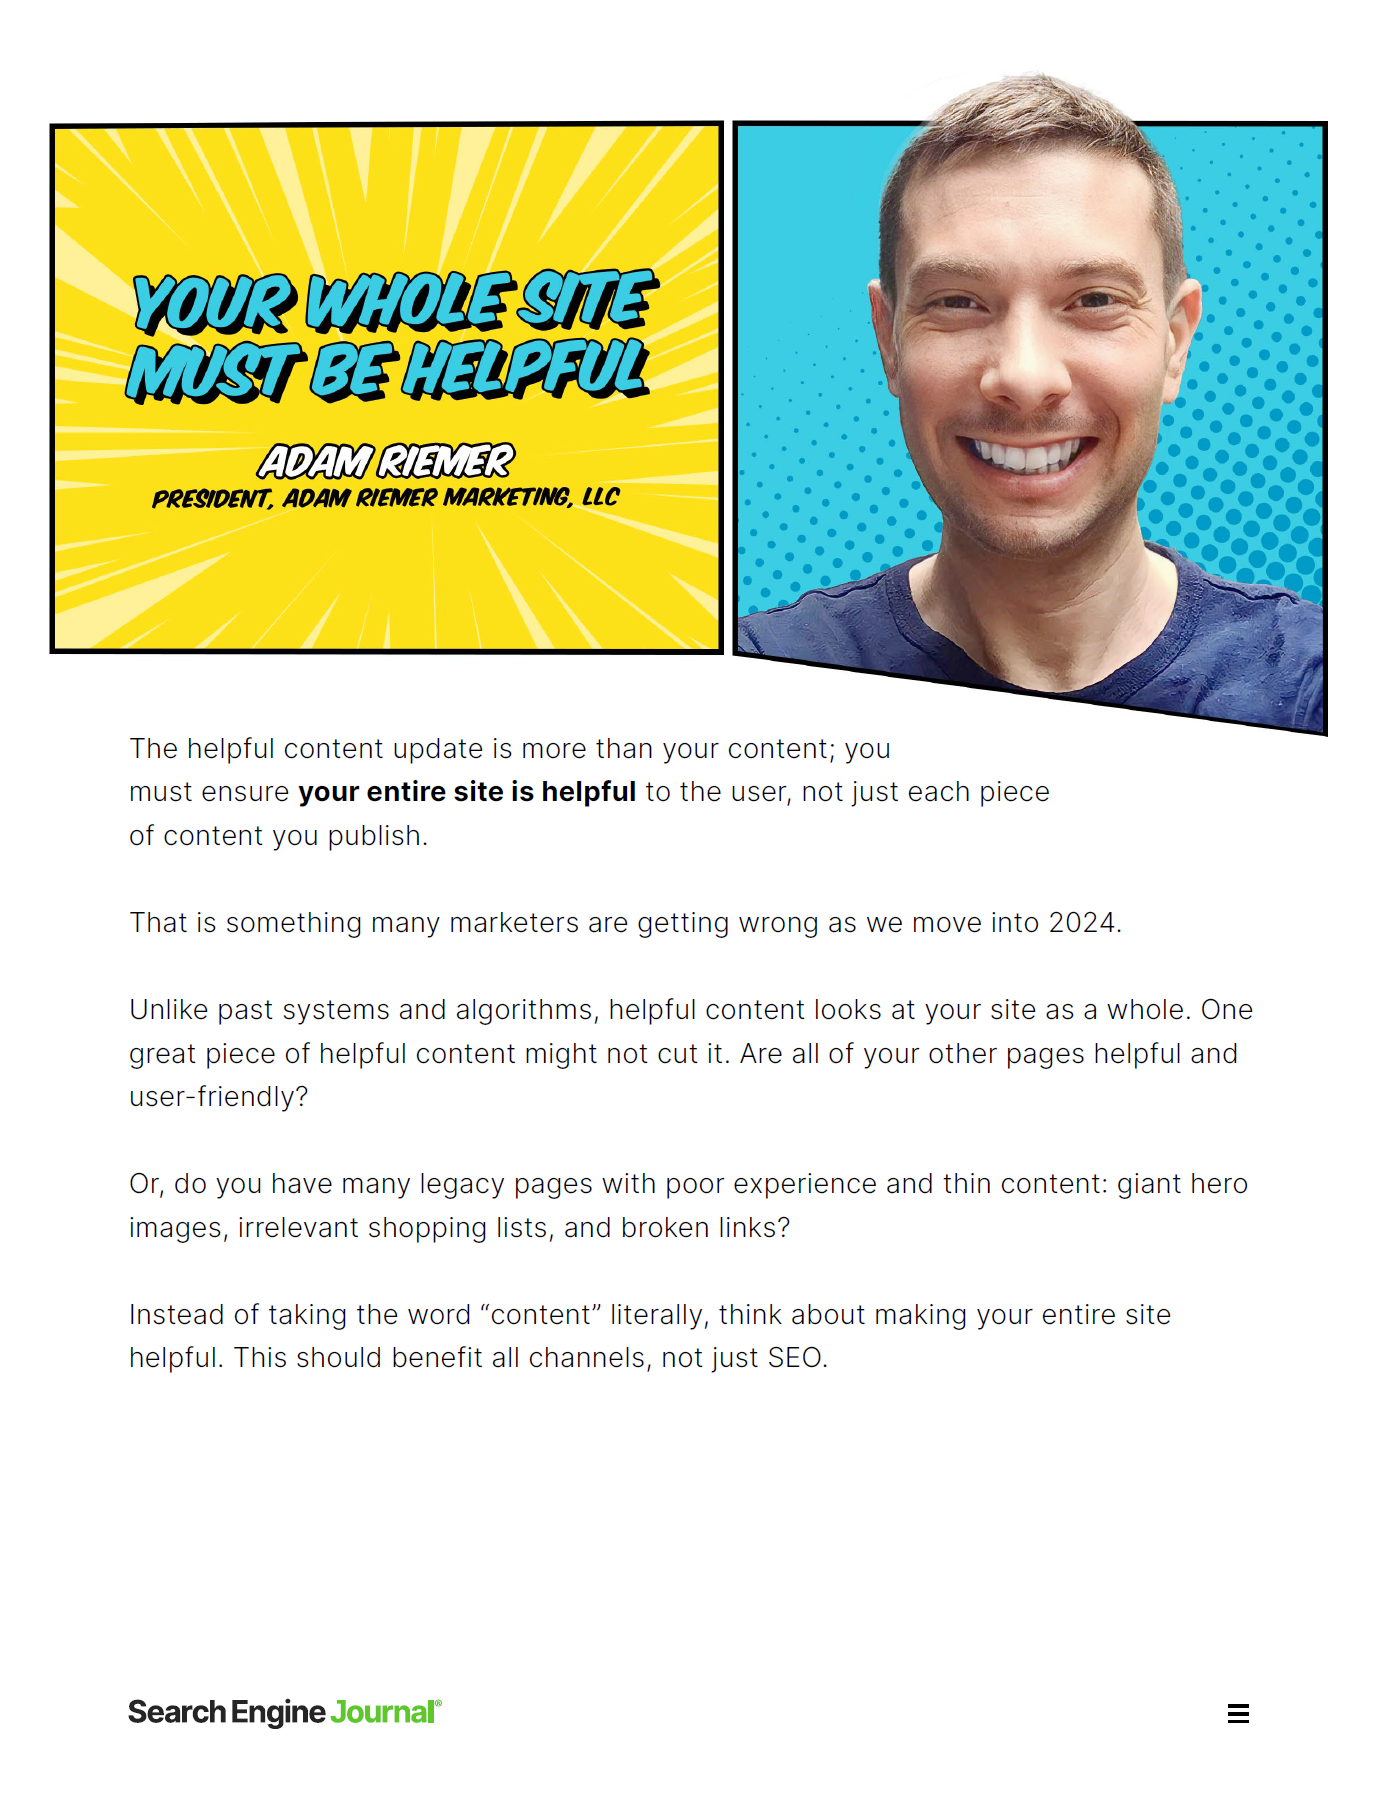 YOUR WHOLE SITE
MUST BE HELPFUL
ADAM RIEMER
PRESIDENT, ADAM RIEMER MARKETING, LLC
The helpful content update is more than your content; you
must ensure your entire site is helpful to the user, not just each piece
of content you publish.
That is something many marketers are getting wrong as we move into 2024.
Unlike past systems and algorithms, helpful content looks at your site as a whole. One
great piece of helpful content might not cut it. Are all of your other pages helpful and
user-friendly?
Or, do you have many legacy pages with poor experience and thin content: giant hero
images, irrelevant shopping lists, and broken links?
Instead of taking the word “content” literally, think about making your entire site
helpful. This should benefit all channels, not just SEO.
Search Engine Journal®